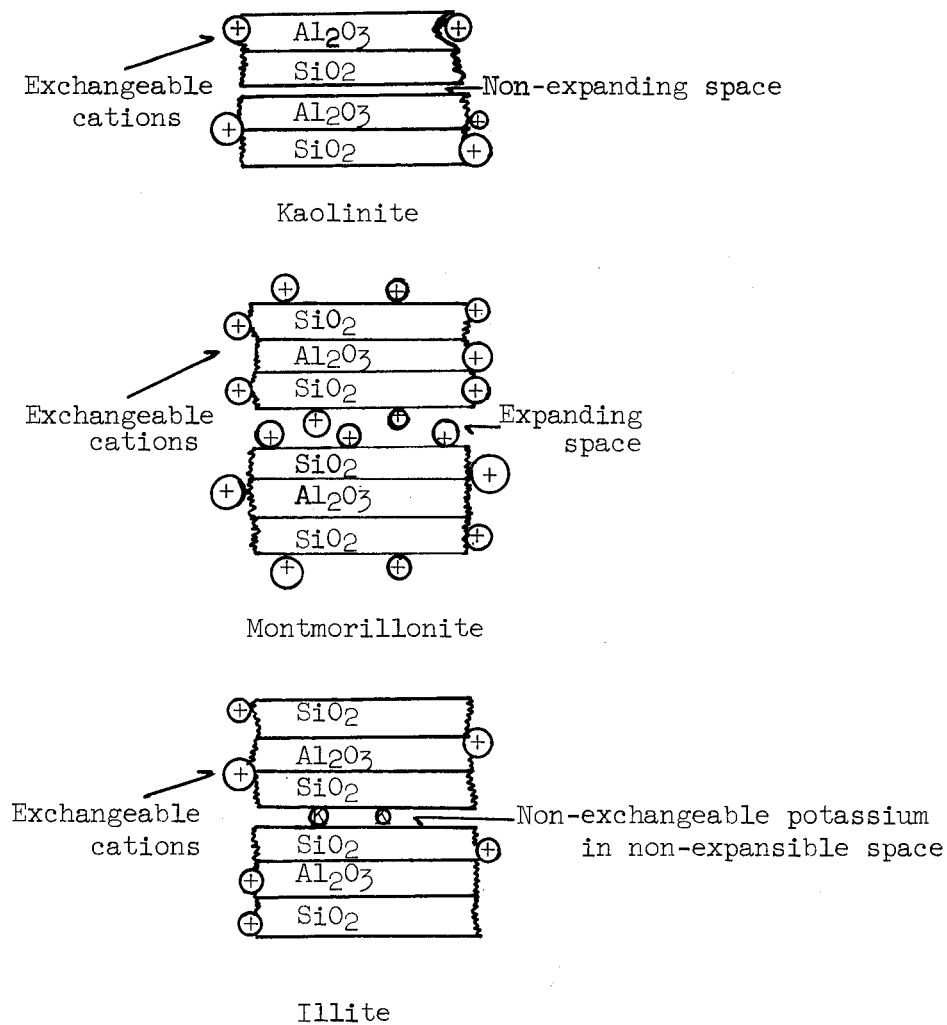 Al2O3
SiO2
Exchangeable
cations
Non-expanding space
Al2O3
SiO2
Kaolinite
SiO2
Al2O3
SiO2
Exchangeable
cations
Expanding
space
SiO2
Al2O3
SiO2
Montmorillonite
SiO2
Al2O3
SiO2
Exchangeable
cations
K
Non-exchangeable potassium
in non-expansible space
SiO2
Al2O3
SiO2
Illite